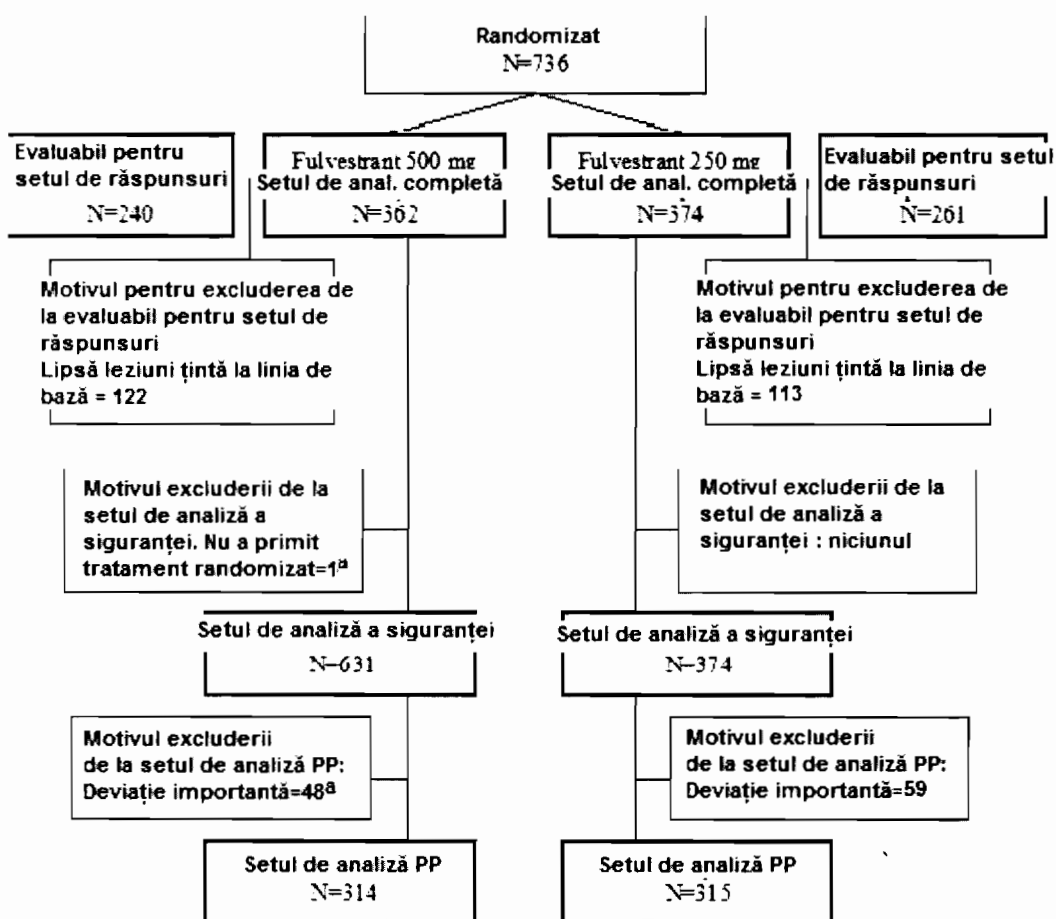 Randomizat
N=736
Evaluabil pentru
setul de răspunsuri
N=240
Fulvestrant 500 mg
Setul de anal. completă
N=362
Fulvestrant 250 mg
Setul de anal. completă
N=374
Evaluabil pentru setul
de răspunsuri
N=261
Motivul pentru excluderea de
la evaluabil pentru setul de
răspunsuri
Lipsă leziuni țintă la linia de
bază = 122
Motivul pentru excluderea de
la evaluabil pentru setul de
răspunsuri
Lipsă leziuni țintă la linia de
bază = 113
Motivul excluderii de la
setul de analiză a
siguranței. Nu a primit
tratament randomizat=1ª
Motivul excluderii de la
setul de analiză a
siguranței : niciunul
Setul de analiză a siguranței
N=631
Setul de analiză a siguranței
N=374
Motivul excluderii
de la setul de analiză PP:
Deviație importantă=48ª
Motivul excluderii
de la setul de analiză PP:
Deviație importantă=59
Setul de analiză PP
N=314
Setul de analiză PP
N=315